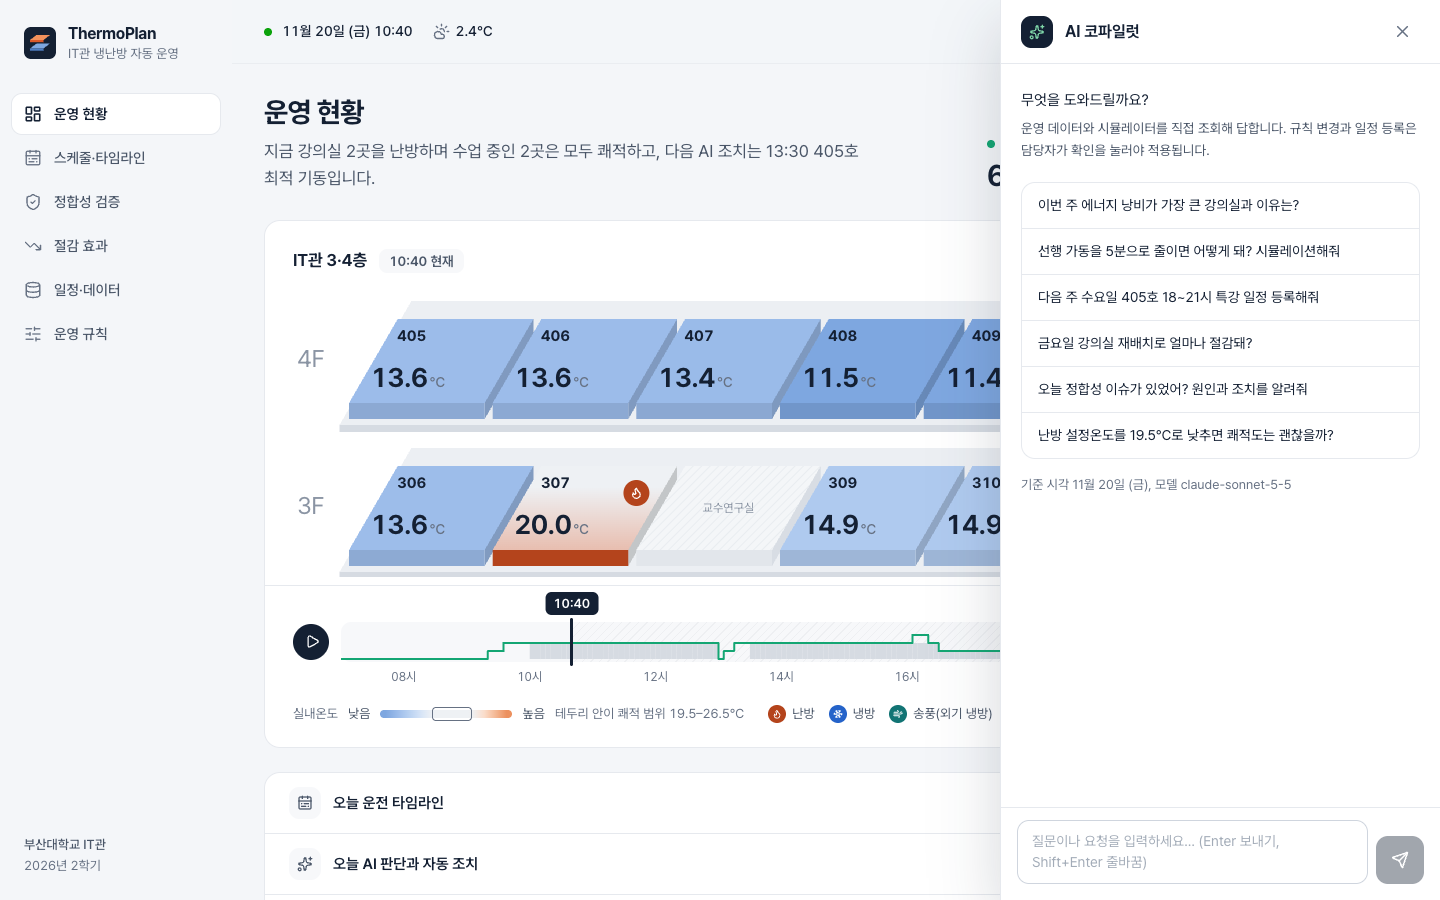 ThermoPlan
IT관 냉난방 자동 운영
운영 현황
스케줄·타임라인
정합성 검증
절감 효과
일정·데이터
운영 규칙
부산대학교 IT관
2026년 2학기
11월 20일 (금) 10:40
2.4°C
운영 현황
지금 강의실 2곳을 난방하며 수업 중인 2곳은 모두 쾌적하고, 다음 AI 조치는 13:30 405호
최적 기동입니다.
6
IT관 3·4층
10:40 현재
4F
405
13.6°C
406
13.6°C
407
13.4°C
408
11.5°C
409
11.4
3F
306
13.6°C
307
20.0°C
교수연구실
309
14.9°C
310
14.9
10:40
08시
10시
12시
14시
16시
실내온도
낮음
높음
테두리 안이 쾌적 범위 19.5–26.5°C
난방
냉방
송풍(외기 냉방)
오늘 운전 타임라인
오늘 AI 판단과 자동 조치
AI 코파일럿
무엇을 도와드릴까요?
운영 데이터와 시뮬레이터를 직접 조회해 답합니다. 규칙 변경과 일정 등록은
담당자가 확인을 눌러야 적용됩니다.
이번 주 에너지 낭비가 가장 큰 강의실과 이유는?
선행 가동을 5분으로 줄이면 어떻게 돼? 시뮬레이션해줘
다음 주 수요일 405호 18~21시 특강 일정 등록해줘
금요일 강의실 재배치로 얼마나 절감돼?
오늘 정합성 이슈가 있었어? 원인과 조치를 알려줘
난방 설정온도를 19.5°C로 낮추면 쾌적도는 괜찮을까?
기준 시각 11월 20일 (금), 모델 claude-sonnet-5-5
질문이나 요청을 입력하세요... (Enter 보내기,
Shift+Enter 줄바꿈)